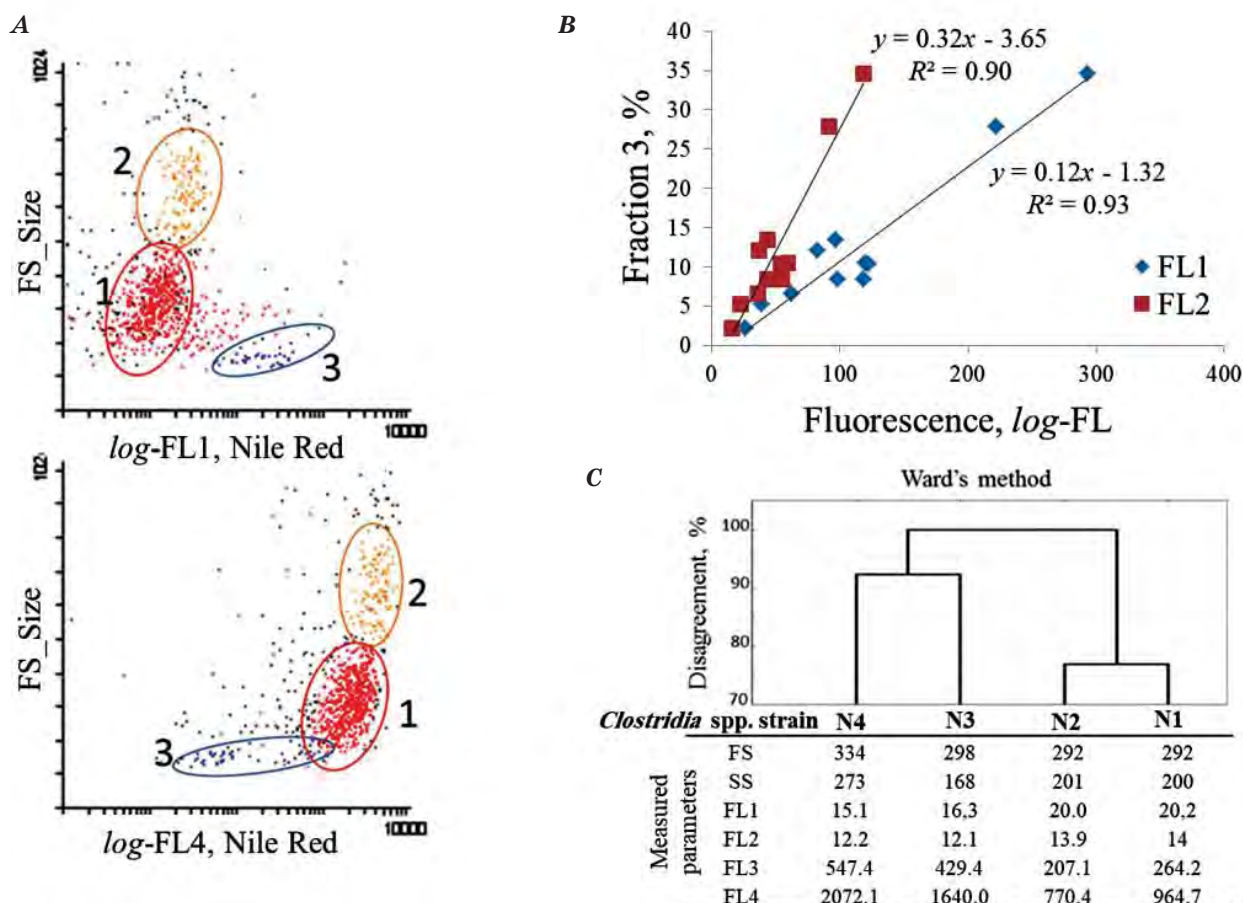 A
1024
FS_Size
2
1
3
10000
log-FL1, Nile Red
102
FS_Size
2
1
3
10000
log-FL4, Nile Red
B
Fraction 3, %
40
35
30
25
20
15
10
5
0
0 100 200 300 400
y = 0.32x - 3.65
R² = 0.90
y = 0.12x - 1.32
R² = 0.93
FL1
FL2
Fluorescence, log-FL
C
Ward's method
Disagreement, %
100
90
80
70
Clostridia spp. strain N4 N3 N2 N1
Measured parameters
FS 334 298 292 292
SS 273 168 201 200
FL1 15.1 16,3 20.0 20,2
FL2 12.2 12.1 13.9 14
FL3 547.4 429.4 207.1 264.2
FL4 2072.1 1640.0 770.4 964.7